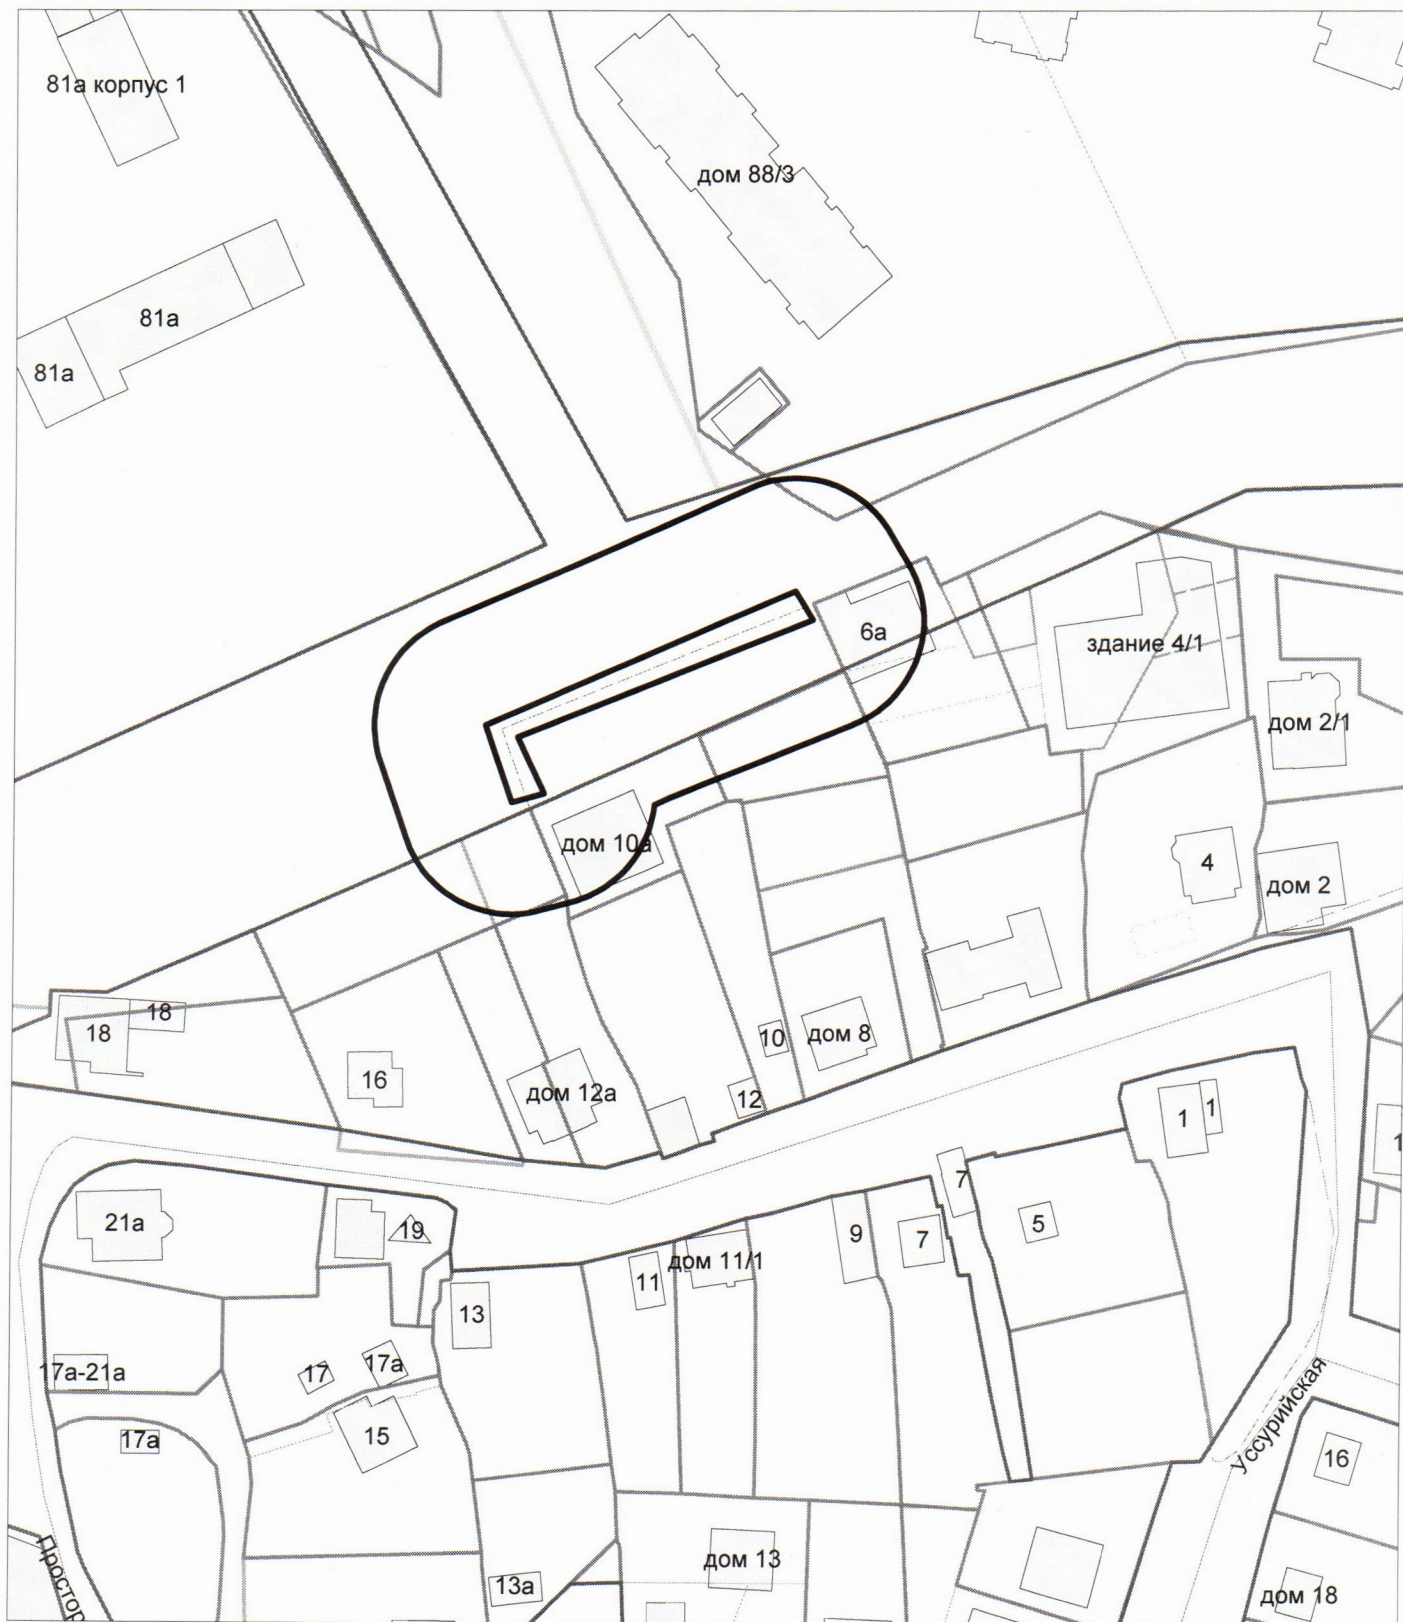 81а корпус 1
дом 88/3
81а
81а
6а
здание 4/1
дом 2/1
дом 10а
4
дом 2
18
18
10
дом 8
16
дом 12а
12
1
1
1
7
5
21а
19
9
7
дом 11/1
11
13
17а-21а
17
17а
15
17а
Уссурийская
16
Простор
дом 13
13а
дом 18